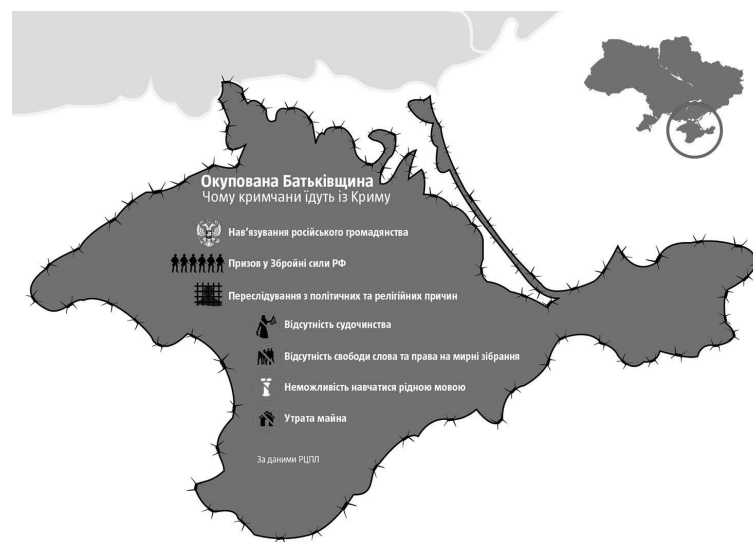 Окупована Батьківщина
Чому кримчани їдуть із Криму
Нав'язування російського громадянства
Призов у Збройні сили РФ
Переслідування з політичних та релігійних причин
Відсутність судочинства
Відсутність свободи слова та права на мирні зібрання
Неможливість навчатися рідною мовою
Утрата майна
За даними РЦПЛ